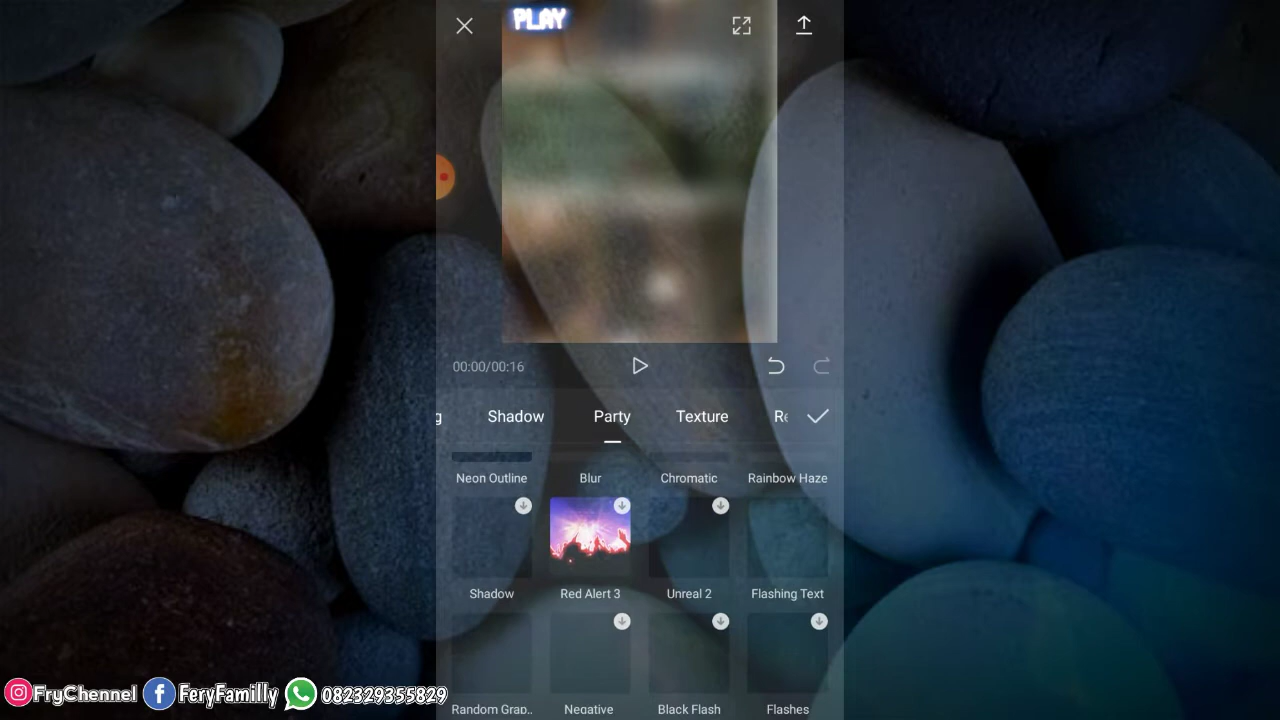 PLAY
00:00/00:16
g Shadow Party Texture Re
Neon Outline Blur Chromatic Rainbow Haze
Shadow Red Alert 3 Unreal 2 Flashing Text
Random Grap.. Negative Black Flash Flashes
FryChennel FeryFamilly 082329355829